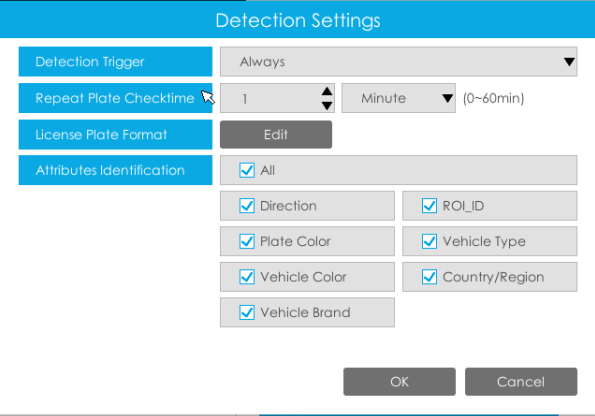 Detection Settings
Detection Trigger Always
Repeat Plate Checktime 1 Minute (0~60min)
License Plate Format Edit
Attributes Identification All
Direction ROI_ID
Plate Color Vehicle Type
Vehicle Color Country/Region
Vehicle Brand
OK Cancel